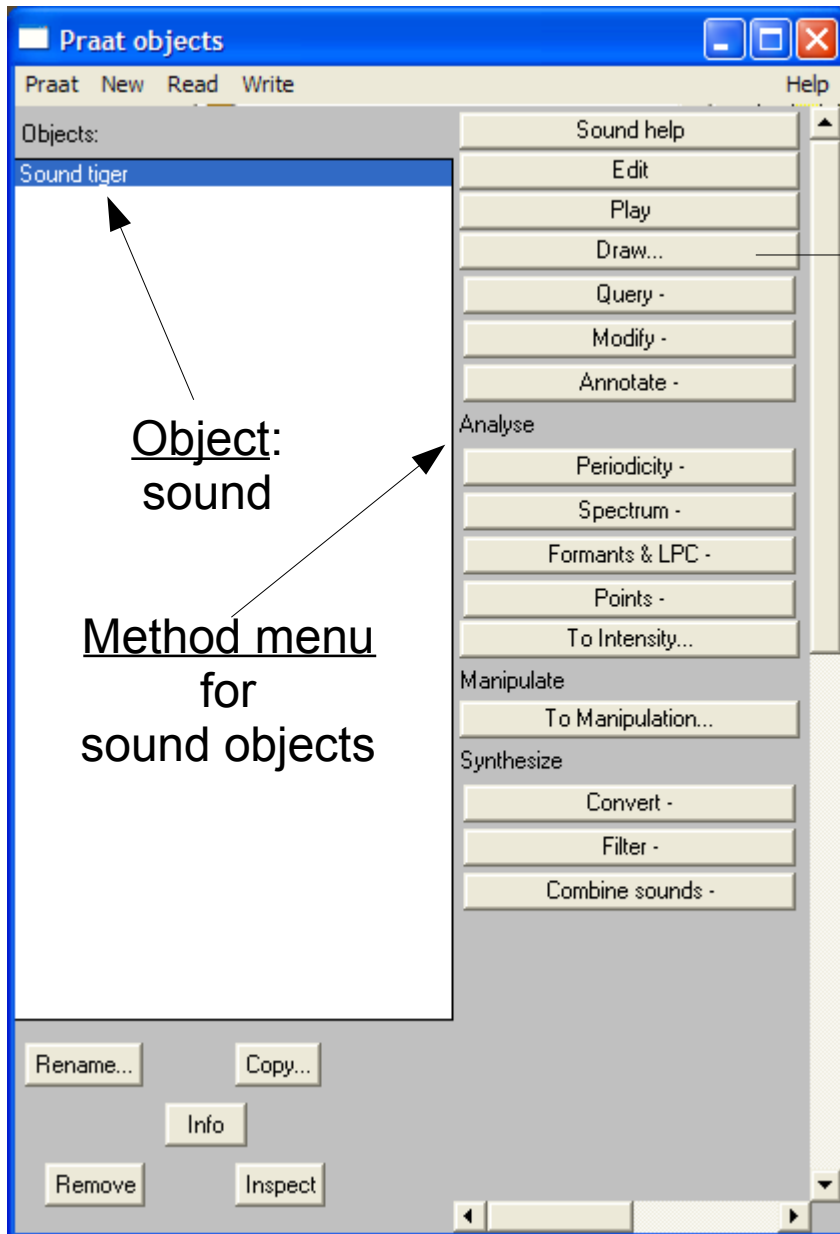 Praat objects
Praat New Read Write Help
Objects:
Sound tiger
Object:
sound
Method menu
for
sound objects
Sound help
Edit
Play
Draw...
Query -
Modify -
Annotate -
Analyse
Periodicity -
Spectrum -
Formants & LPC -
Points -
To Intensity...
Manipulate
To Manipulation...
Synthesize
Convert -
Filter -
Combine sounds -
Rename... Copy...
Info
Remove Inspect